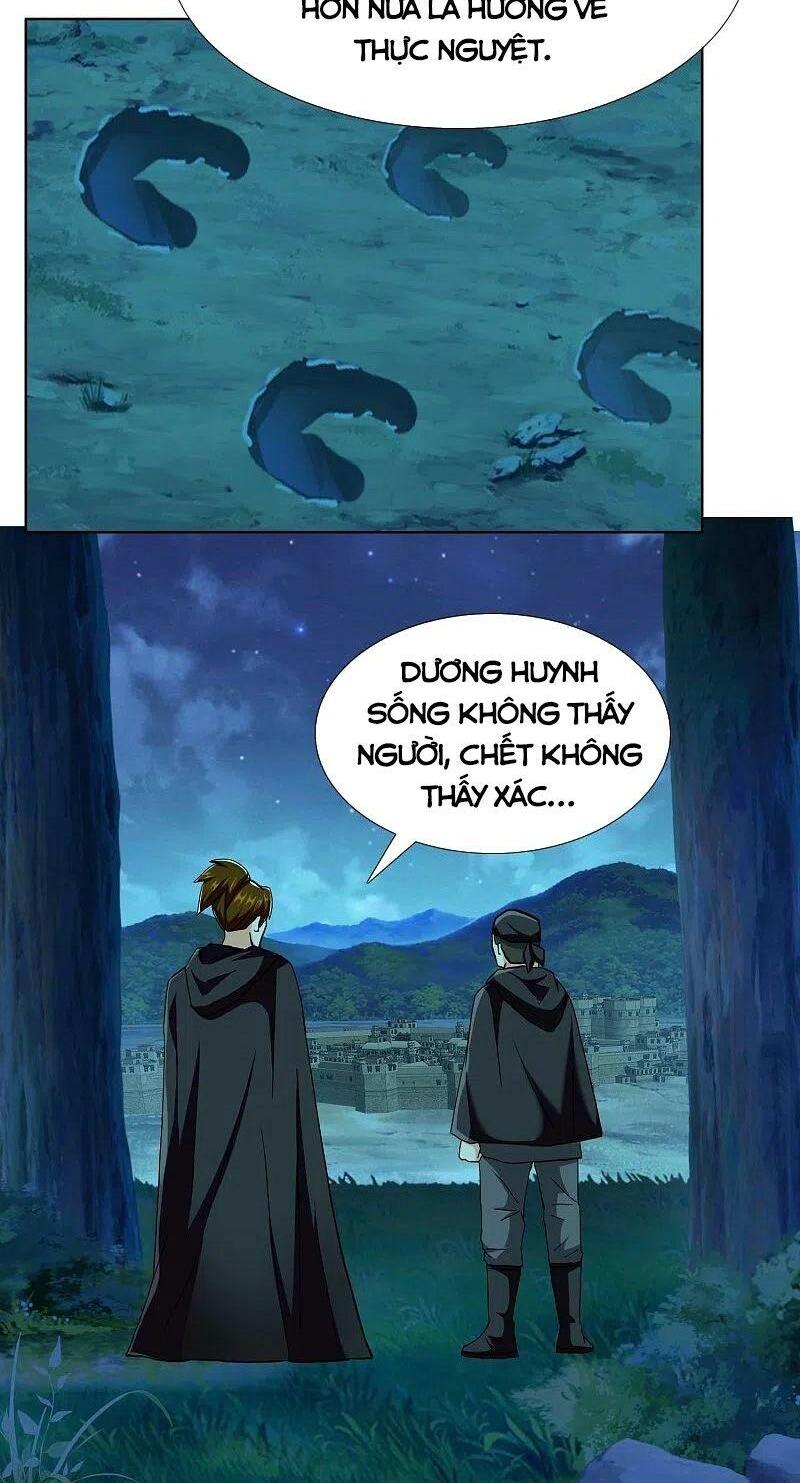 HƠN NỮA LÀ HƯỚNG VỀ
THỰC NGUYỆT.
DƯƠNG HUYNH
SỐNG KHÔNG THẤY
NGƯỜI, CHẾT KHÔNG
THẤY XÁC...